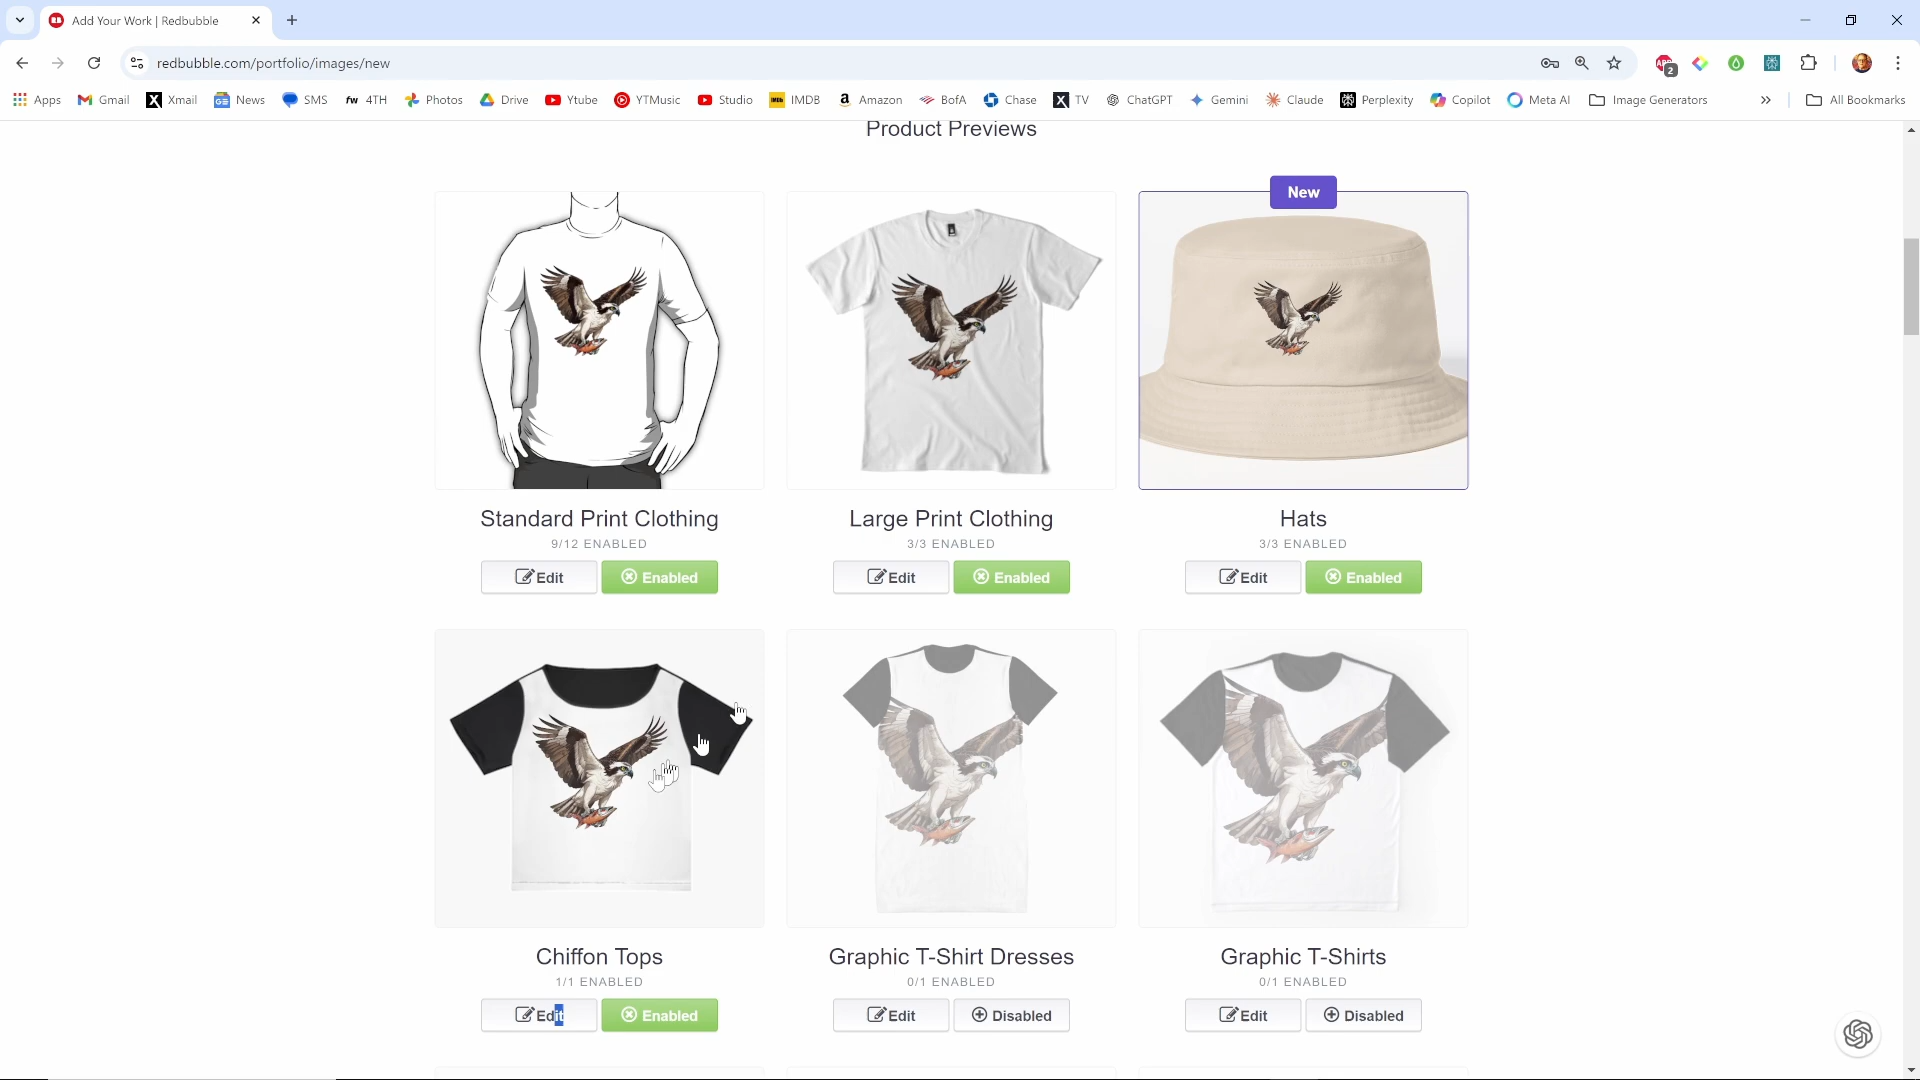 Add Your Work | Redbubble
redbubble.com/portfolio/images/new
Apps Gmail Xmail News SMS 4TH Photos Drive Ytube YTMusic Studio IMDB Amazon BofA Chase TV ChatGPT Gemini Claude Perplexity Copilot Meta AI Image Generators » All Bookmarks
Product Previews
New
Standard Print Clothing
9/12 ENABLED
Edit Enabled
Large Print Clothing
3/3 ENABLED
Edit Enabled
Hats
3/3 ENABLED
Edit Enabled
Chiffon Tops
1/1 ENABLED
Edit Enabled
Graphic T-Shirt Dresses
0/1 ENABLED
Edit Disabled
Graphic T-Shirts
0/1 ENABLED
Edit Disabled